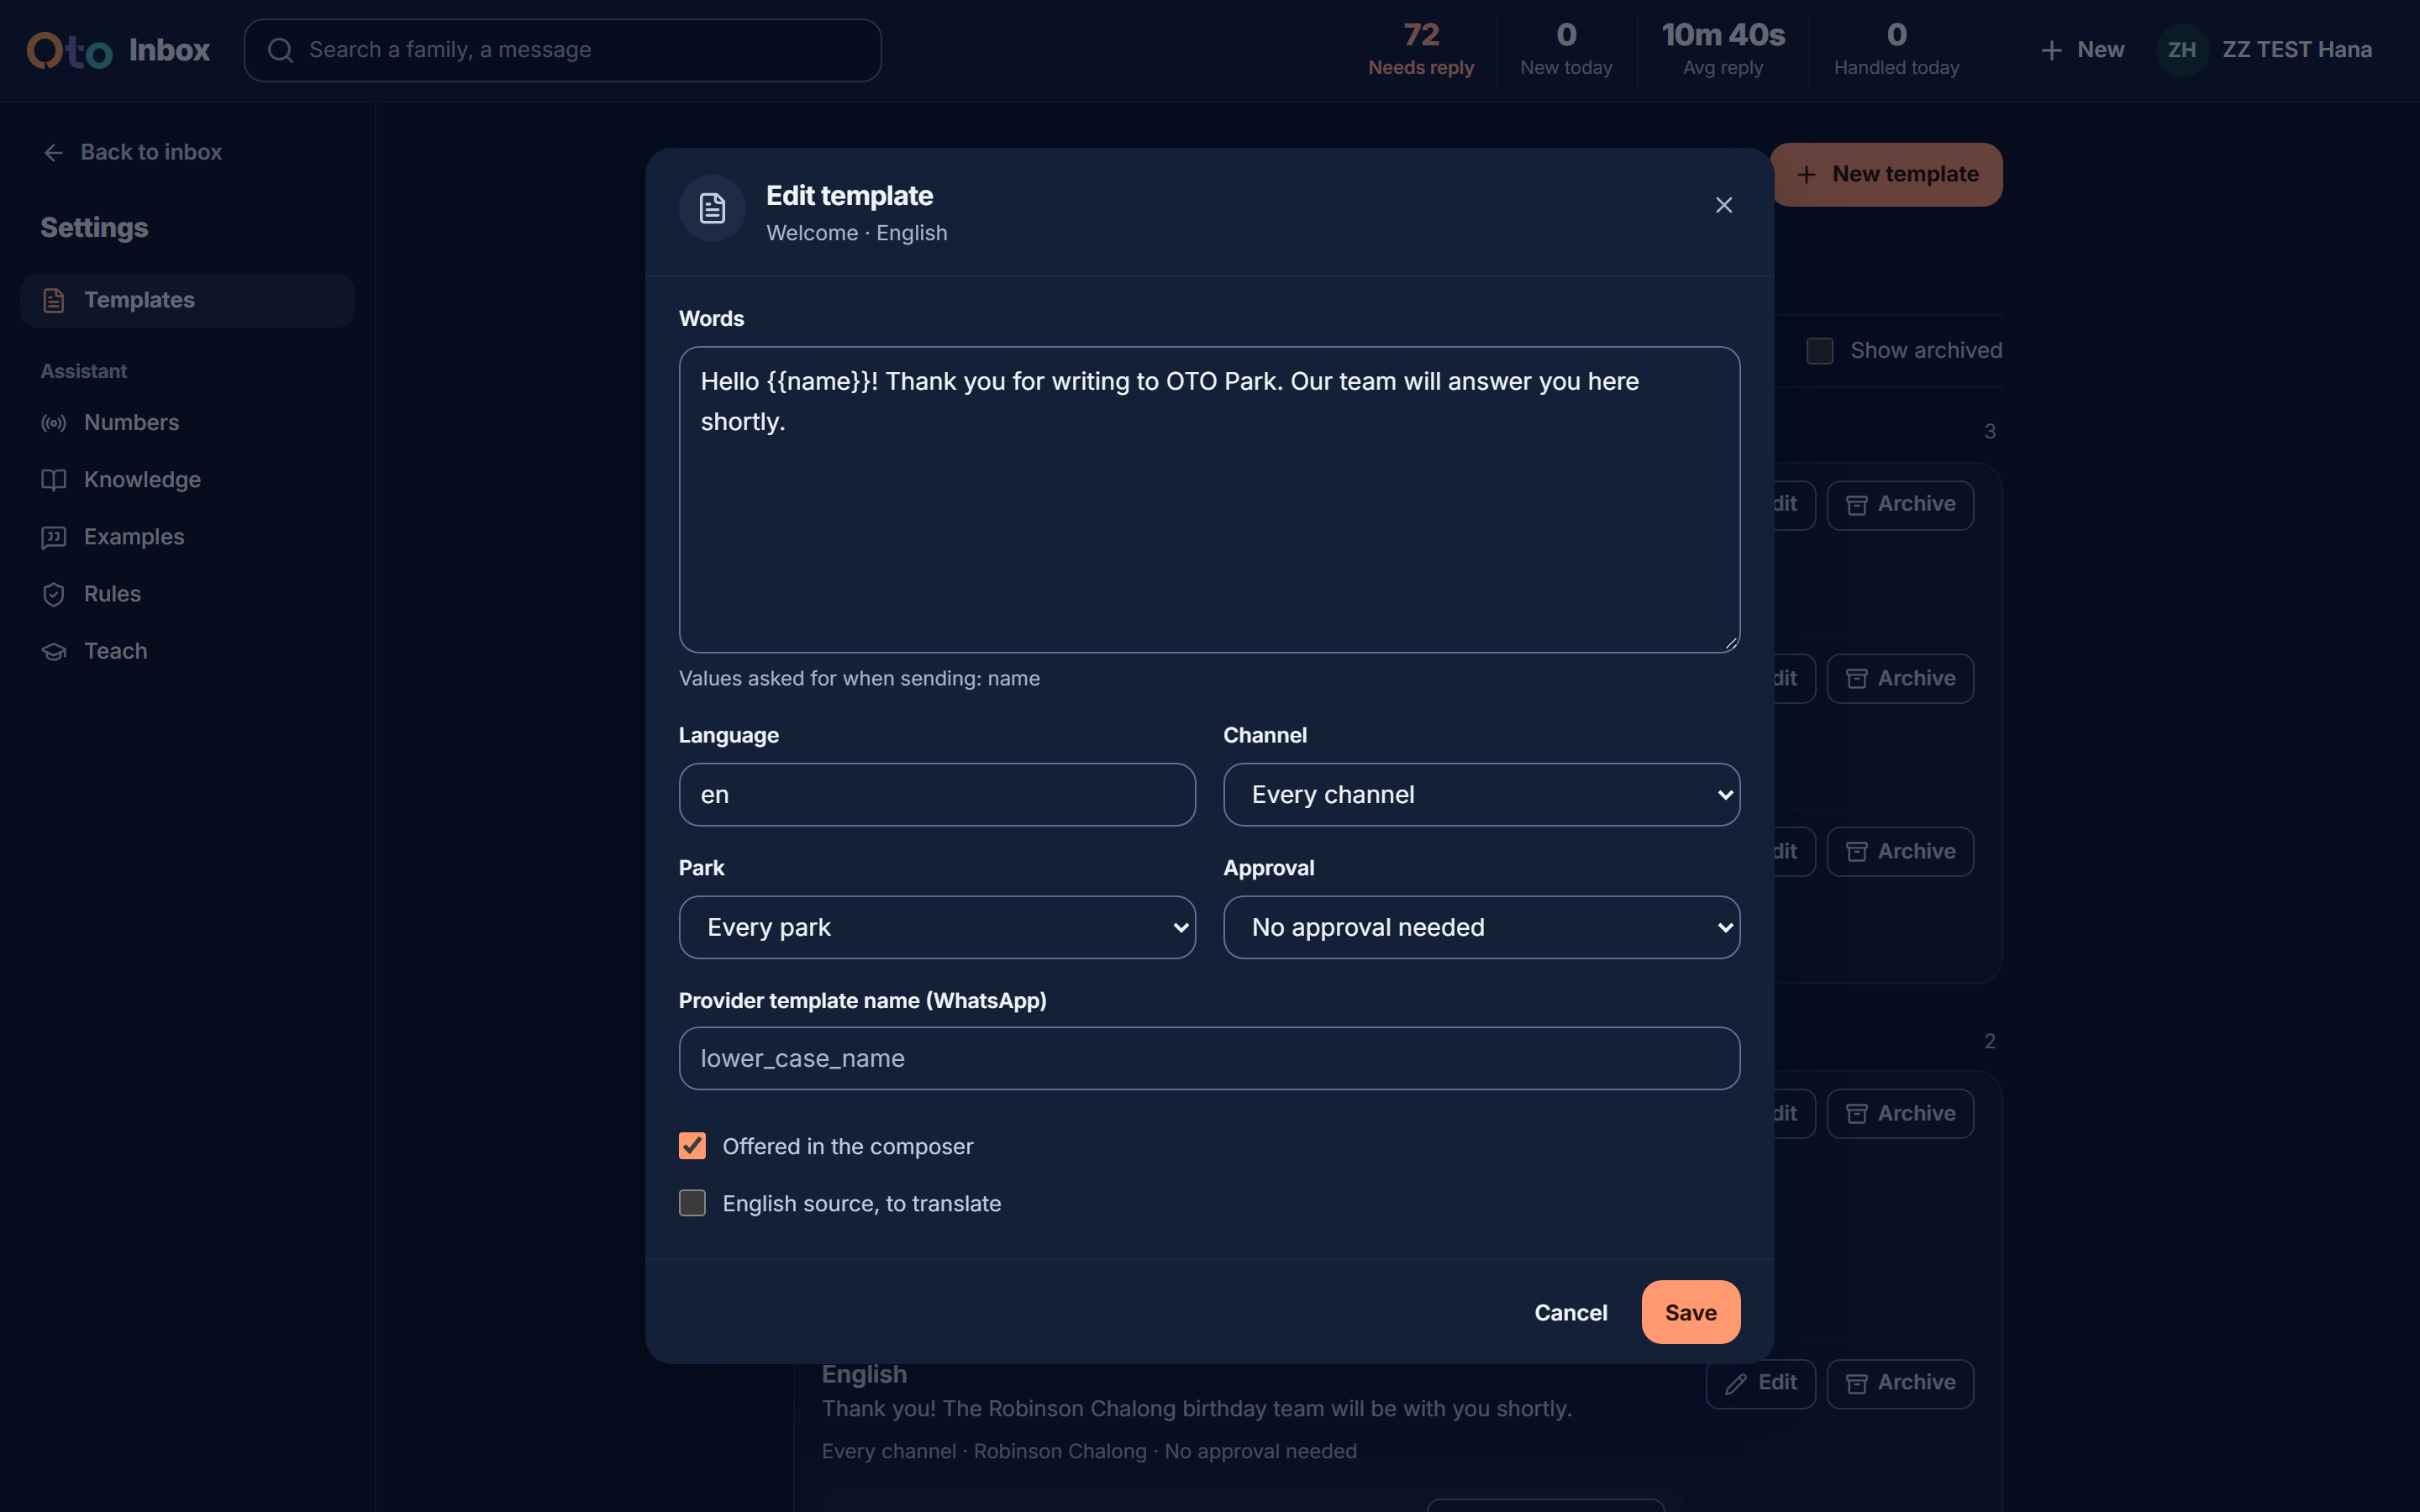 Oto Inbox
Search a family, a message
72
Needs reply
0
New today
10m 40s
Avg reply
0
Handled today
New
ZH
ZZ TEST Hana
Back to inbox
Settings
Templates
Assistant
Numbers
Knowledge
Examples
Rules
Teach
New template
Show archived
3
Archive
Archive
Archive
2
Archive
Edit template
Welcome · English
Words
Hello {{name}}! Thank you for writing to OTO Park. Our team will answer you here
shortly.
Values asked for when sending: name
Language
Channel
en
Every channel
Park
Approval
Every park
No approval needed
Provider template name (WhatsApp)
lower_case_name
Offered in the composer
English source, to translate
Cancel
Save
English
Edit
Archive
Thank you! The Robinson Chalong birthday team will be with you shortly.
Every channel · Robinson Chalong · No approval needed